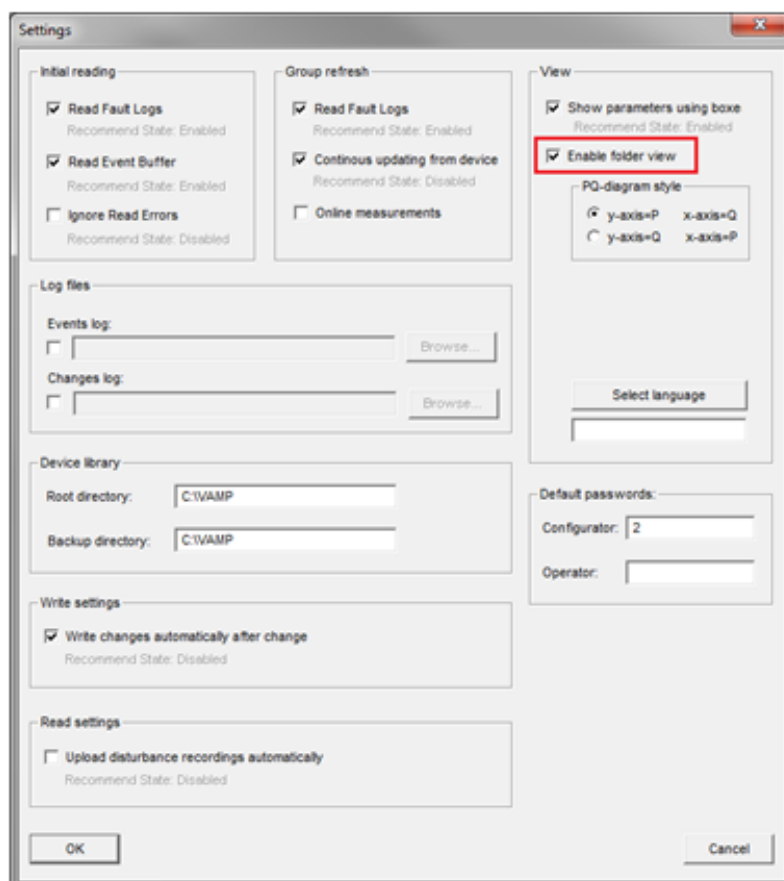 Settings
Initial reading
Read Fault Logs
Recommend State: Enabled
Read Event Buffer
Recommend State: Enabled
Ignore Read Errors
Recommend State: Disabled
Group refresh
Read Fault Logs
Recommend State: Enabled
Continous updating from device
Recommend State: Disabled
Online measurements
View
Show parameters using boxe
Recommend State: Enabled
Enable folder view
PQ-diagram style
y-axis=P x-axis=Q
y-axis=Q x-axis=P
Select language
Log files
Events log:
Browse...
Changes log:
Browse...
Device library
Root directory: C:\VAMP
Backup directory: C:\VAMP
Default passwords:
Configurator: 2
Operator:
Write settings
Write changes automatically after change
Recommend State: Disabled
Read settings
Upload disturbance recordings automatically
Recommend State: Disabled
OK
Cancel